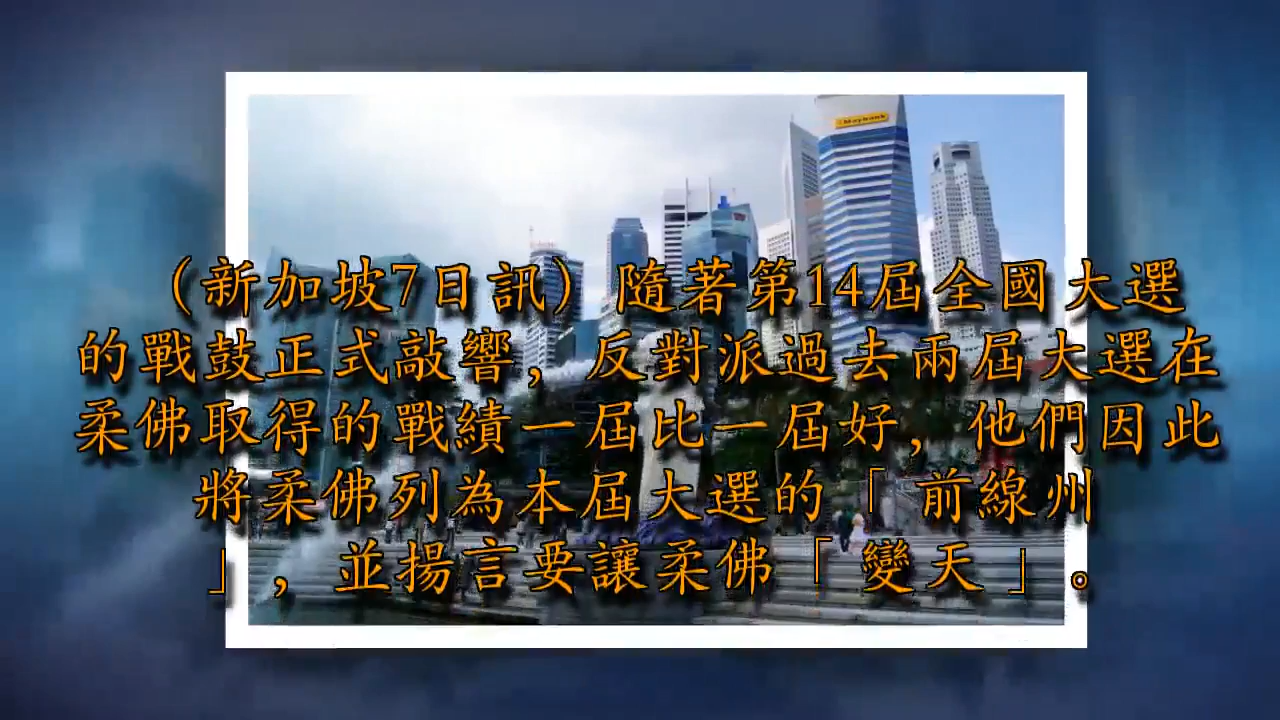 Maybank
（新加坡7日訊）隨著第14屆全國大選
的戰鼓正式敲響，反對派過去兩屆大選在
柔佛取得的戰績一屆比一屆好，他們因此
將柔佛列為本屆大選的「前線州
」，並揚言要讓柔佛「變天」。